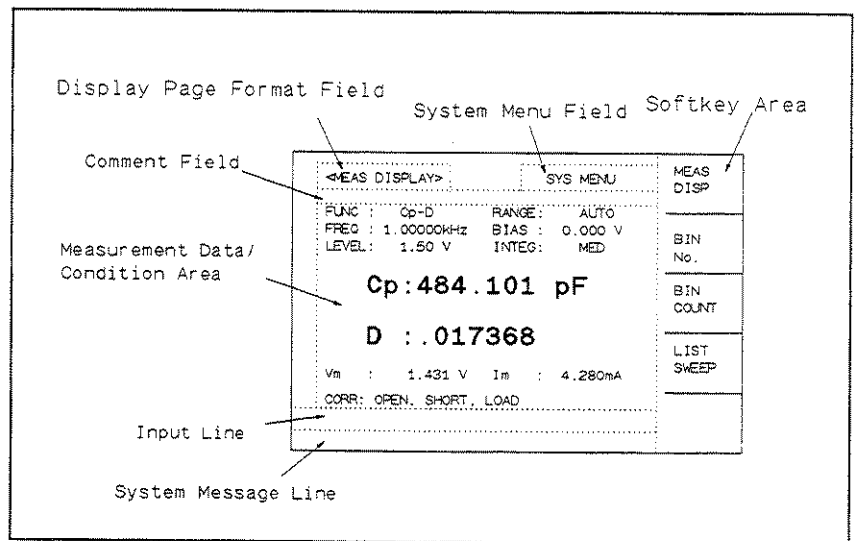 Display Page Format Field
System Menu Field
Softkey Area
Comment Field
<MEAS DISPLAY>
SYS MENU
MEAS
DISP
FUNC : Cp-D RANGE: AUTO
FREQ : 1.00000kHz BIAS : 0.000 V
LEVEL: 1.50 V INTEG: MED
BIN
No.
Measurement Data/
Condition Area
Cp:484.101 pF
BIN
COUNT
D :.017368
LIST
SWEEP
Vm : 1.431 V Im : 4.280mA
CORR: OPEN, SHORT, LOAD
Input Line
System Message Line